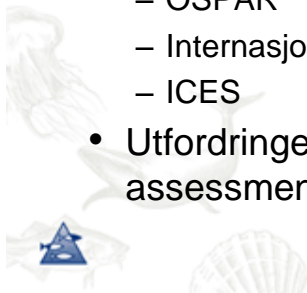 – OSPAR
– Internasjo
– ICES
• Utfordringe
assessmen